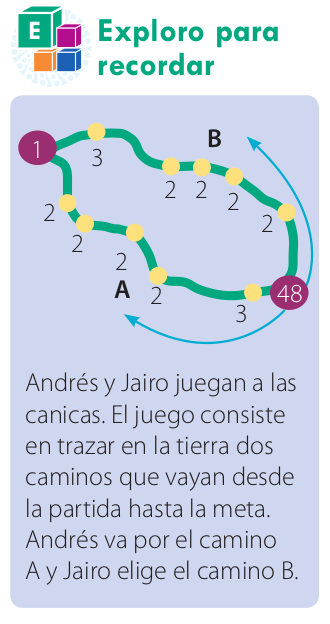 E
Exploro para
recordar
B
1
3
2
2
2
2
2
2
2
A
2
3
48
Andrés y Jairo juegan a las
canicas. El juego consiste
en trazar en la tierra dos
caminos que vayan desde
la partida hasta la meta.
Andrés va por el camino
A y Jairo elige el camino B.